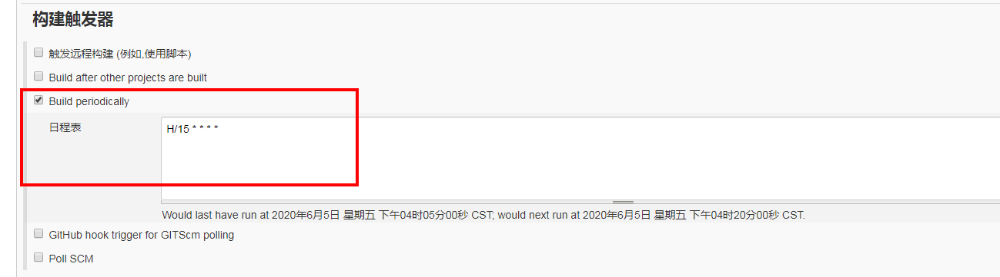 构建触发器
触发远程构建 (例如,使用脚本)
Build after other projects are built
Build periodically
日程表
H/15 * * * *
Would last have run at 2020年6月5日 星期五 下午04时05分00秒 CST; would next run at 2020年6月5日 星期五 下午04时20分00秒 CST.
GitHub hook trigger for GITScm polling
Poll SCM